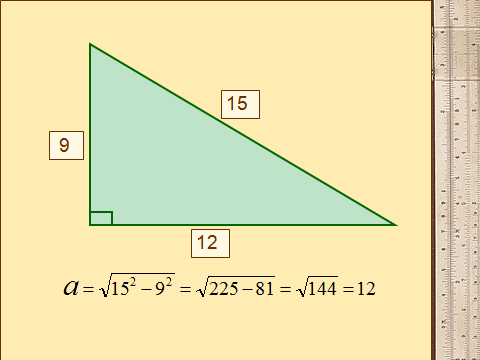 15
9
12
a = √15² − 9² = √225 − 81 = √144 = 12